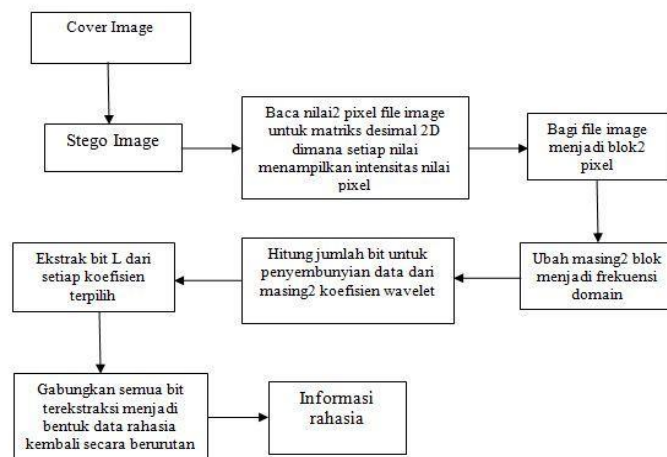 Cover Image
Stego Image
Baca nilai2 pixel file image
untuk matriks desimal 2D
dimana setiap nilai
menampilkan intensitas nilai
pixel
Bagi file image
menjadi blok2
pixel
Ubah masing2 blok
menjadi frekuensi
domain
Hitung jumlah bit untuk
penyembunyian data dari
masing2 koefisien wavelet
Ekstrak bit L dari
setiap koefisien
terpilih
Gabungkan semua bit
terekstraksi menjadi
bentuk data rahasia
kembali secara berurutan
Informasi
rahasia